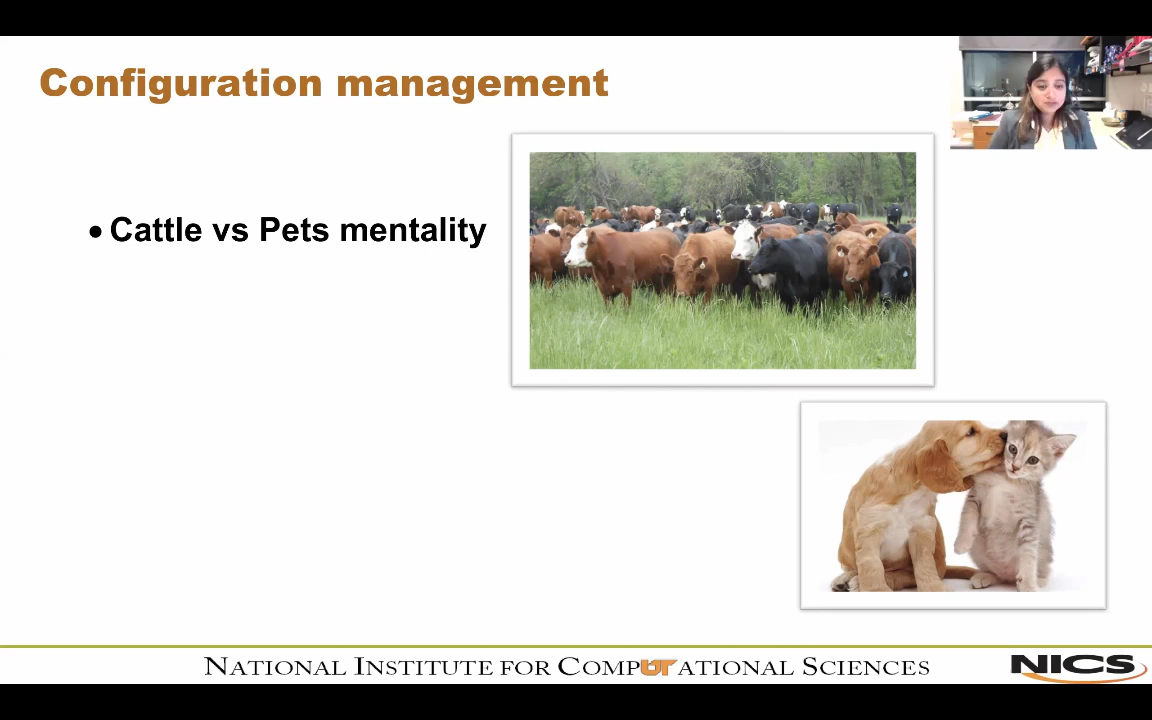 Configuration management
• Cattle vs Pets mentality
NATIONAL INSTITUTE FOR COMPUTATIONAL SCIENCES
NICS